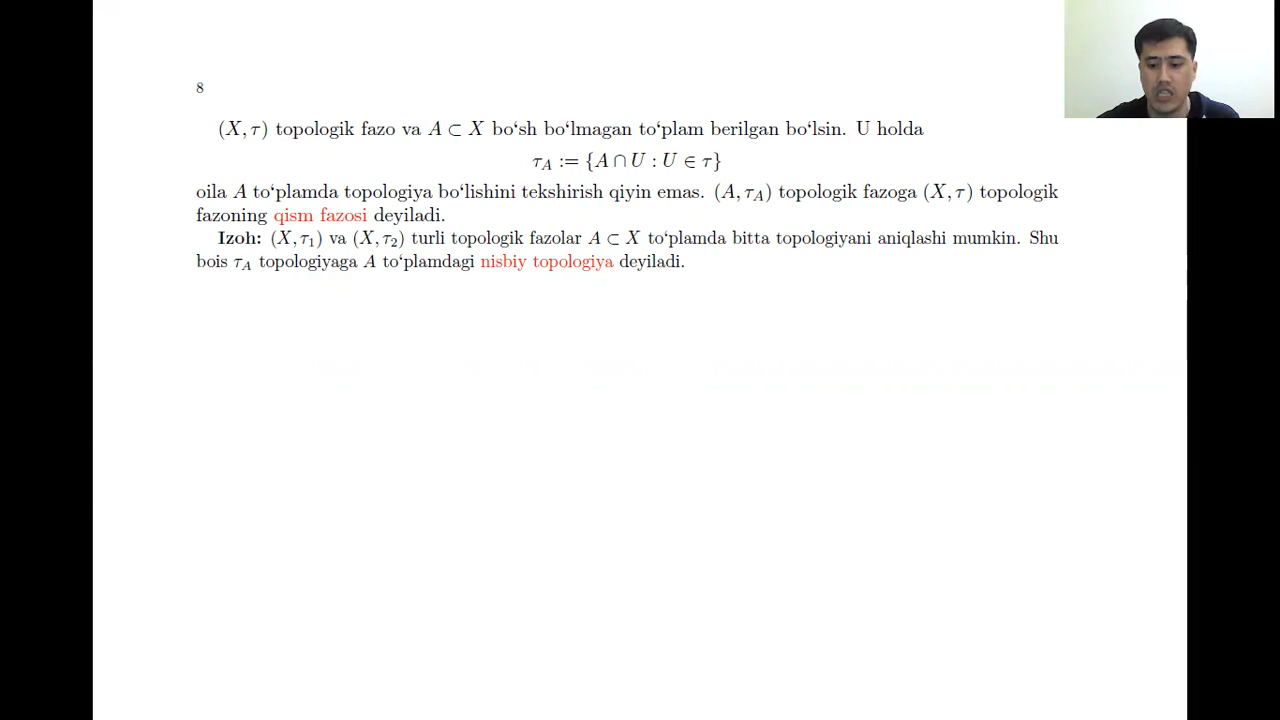 8
(X, τ) topologik fazo va A ⊂ X bo‘sh bo‘lmagan to‘plam berilgan bo‘lsin. U holda
τ_A := {A ∩ U : U ∈ τ}
oila A to‘plamda topologiya bo‘lishini tekshirish qiyin emas. (A, τ_A) topologik fazoga (X, τ) topologik
fazoning qism fazosi deyiladi.
Izoh: (X, τ₁) va (X, τ₂) turli topologik fazolar A ⊂ X to‘plamda bitta topologiyani aniqlashi mumkin. Shu
bois τ_A topologiyaga A to‘plamdagi nisbiy topologiya deyiladi.